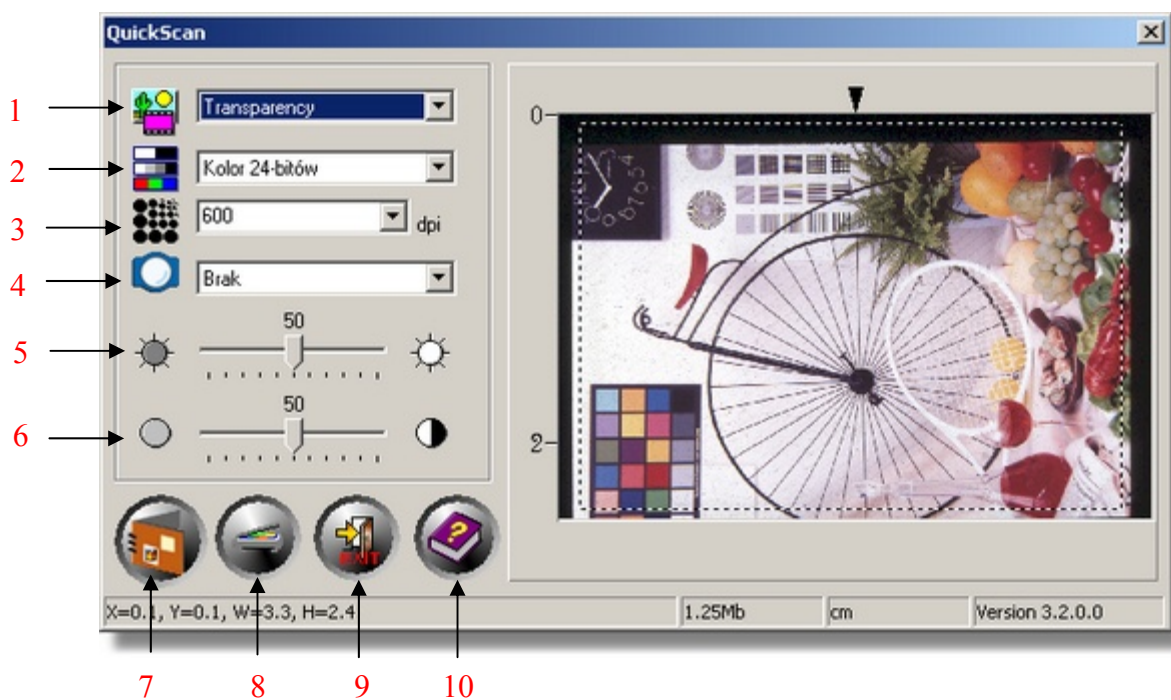 QuickScan
1
Transparency
2
Kolor 24-bitów
3
600
dpi
4
Brak
50
5
50
6
0
2
EXIT
?
X=0.1, Y=0.1, W=3.3, H=2.4
1.25Mb
cm
Version 3.2.0.0
7
8
9
10